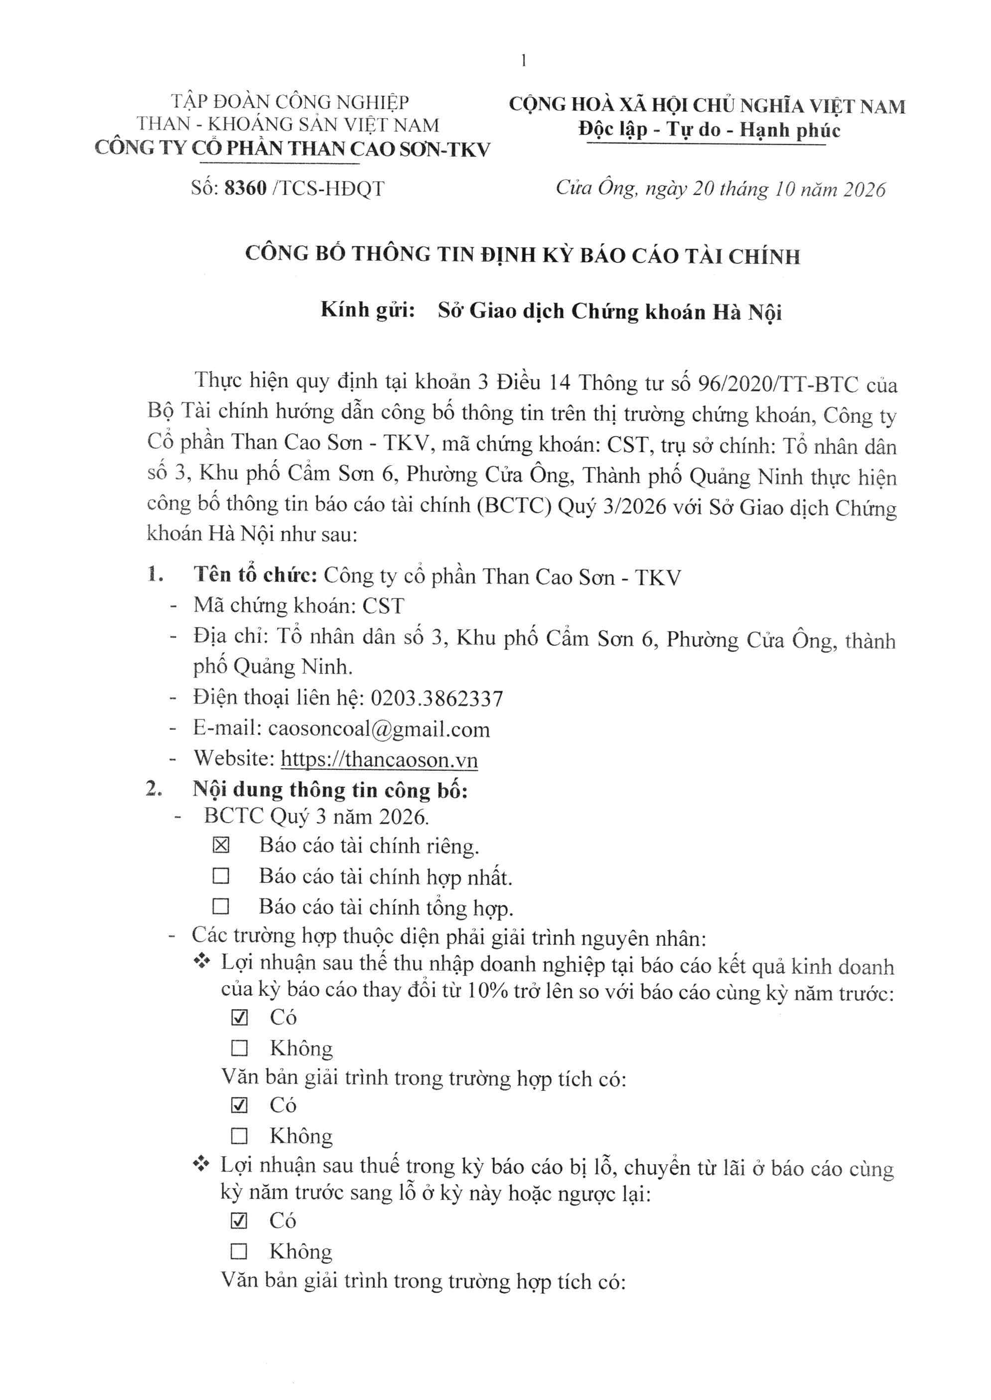 1
TẬP ĐOÀN CÔNG NGHIỆP
THAN - KHOÁNG SẢN VIỆT NAM
CÔNG TY CỔ PHẦN THAN CAO SƠN-TKV
Số: 8360 /TCS-HĐQT
CỘNG HOÀ XÃ HỘI CHỦ NGHĨA VIỆT NAM
Độc lập - Tự do - Hạnh phúc
Cửa Ông, ngày 20 tháng 10 năm 2026
CÔNG BỐ THÔNG TIN ĐỊNH KỲ BÁO CÁO TÀI CHÍNH
Kính gửi: Sở Giao dịch Chứng khoán Hà Nội
Thực hiện quy định tại khoản 3 Điều 14 Thông tư số 96/2020/TT-BTC của
Bộ Tài chính hướng dẫn công bố thông tin trên thị trường chứng khoán, Công ty
Cổ phần Than Cao Sơn - TKV, mã chứng khoán: CST, trụ sở chính: Tổ nhân dân
số 3, Khu phố Cẩm Sơn 6, Phường Cửa Ông, Thành phố Quảng Ninh thực hiện
công bố thông tin báo cáo tài chính (BCTC) Quý 3/2026 với Sở Giao dịch Chứng
khoán Hà Nội như sau:
1. Tên tổ chức: Công ty cổ phần Than Cao Sơn - TKV
- Mã chứng khoán: CST
- Địa chỉ: Tổ nhân dân số 3, Khu phố Cẩm Sơn 6, Phường Cửa Ông, thành
phố Quảng Ninh.
- Điện thoại liên hệ: 0203.3862337
- E-mail: caosoncoal@gmail.com
- Website: https://thancaoson.vn
2. Nội dung thông tin công bố:
- BCTC Quý 3 năm 2026.
☒ Báo cáo tài chính riêng.
☐ Báo cáo tài chính hợp nhất.
☐ Báo cáo tài chính tổng hợp.
- Các trường hợp thuộc diện phải giải trình nguyên nhân:
❖ Lợi nhuận sau thế thu nhập doanh nghiệp tại báo cáo kết quả kinh doanh
của kỳ báo cáo thay đổi từ 10% trở lên so với báo cáo cùng kỳ năm trước:
☑ Có
☐ Không
Văn bản giải trình trong trường hợp tích có:
☑ Có
☐ Không
❖ Lợi nhuận sau thuế trong kỳ báo cáo bị lỗ, chuyển từ lãi ở báo cáo cùng
kỳ năm trước sang lỗ ở kỳ này hoặc ngược lại:
☑ Có
☐ Không
Văn bản giải trình trong trường hợp tích có: